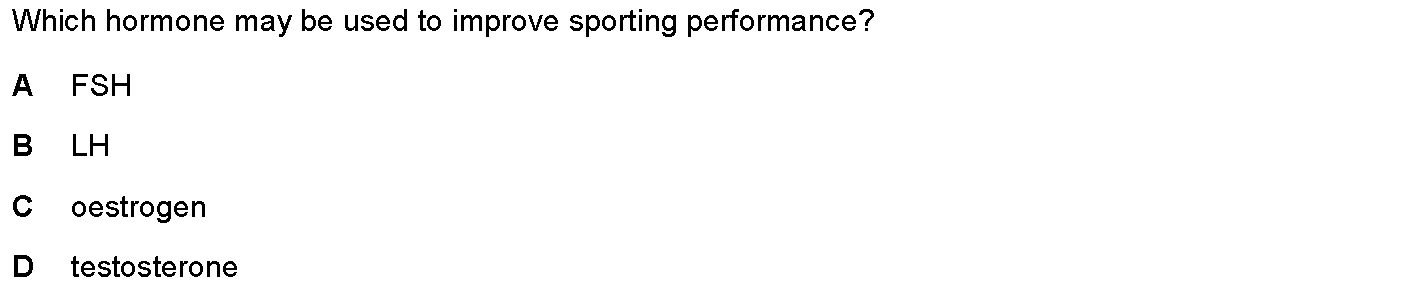 Which hormone may be used to improve sporting performance?
A FSH
B LH
C oestrogen
D testosterone